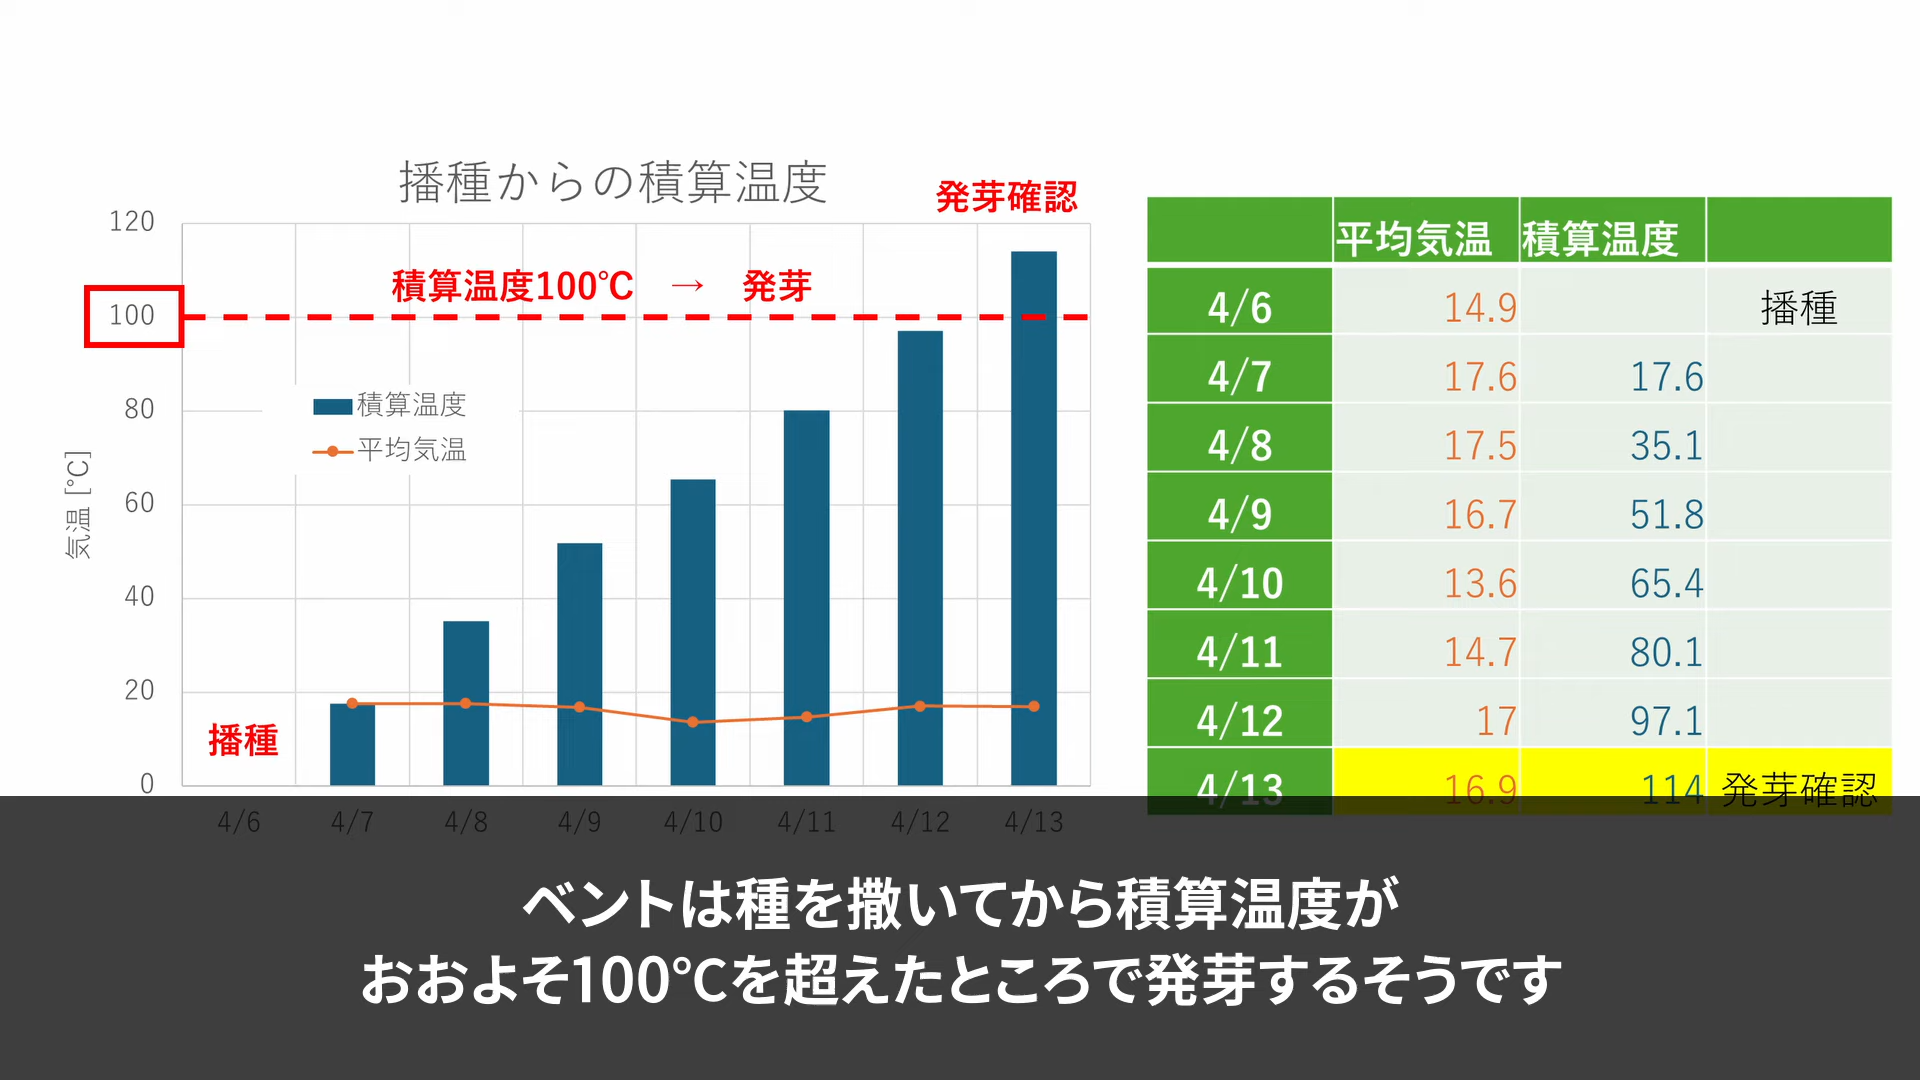 播種からの積算温度
発芽確認
積算温度100℃ → 発芽
120
100
80
60
40
20
0
気温 [℃]
積算温度
平均気温
播種
4/6 4/7 4/8 4/9 4/10 4/11 4/12 4/13
平均気温 積算温度
4/6 14.9 播種
4/7 17.6 17.6
4/8 17.5 35.1
4/9 16.7 51.8
4/10 13.6 65.4
4/11 14.7 80.1
4/12 17 97.1
4/13 16.9 114 発芽確認
ベントは種を撒いてから積算温度が
おおよそ100℃を超えたところで発芽するそうです